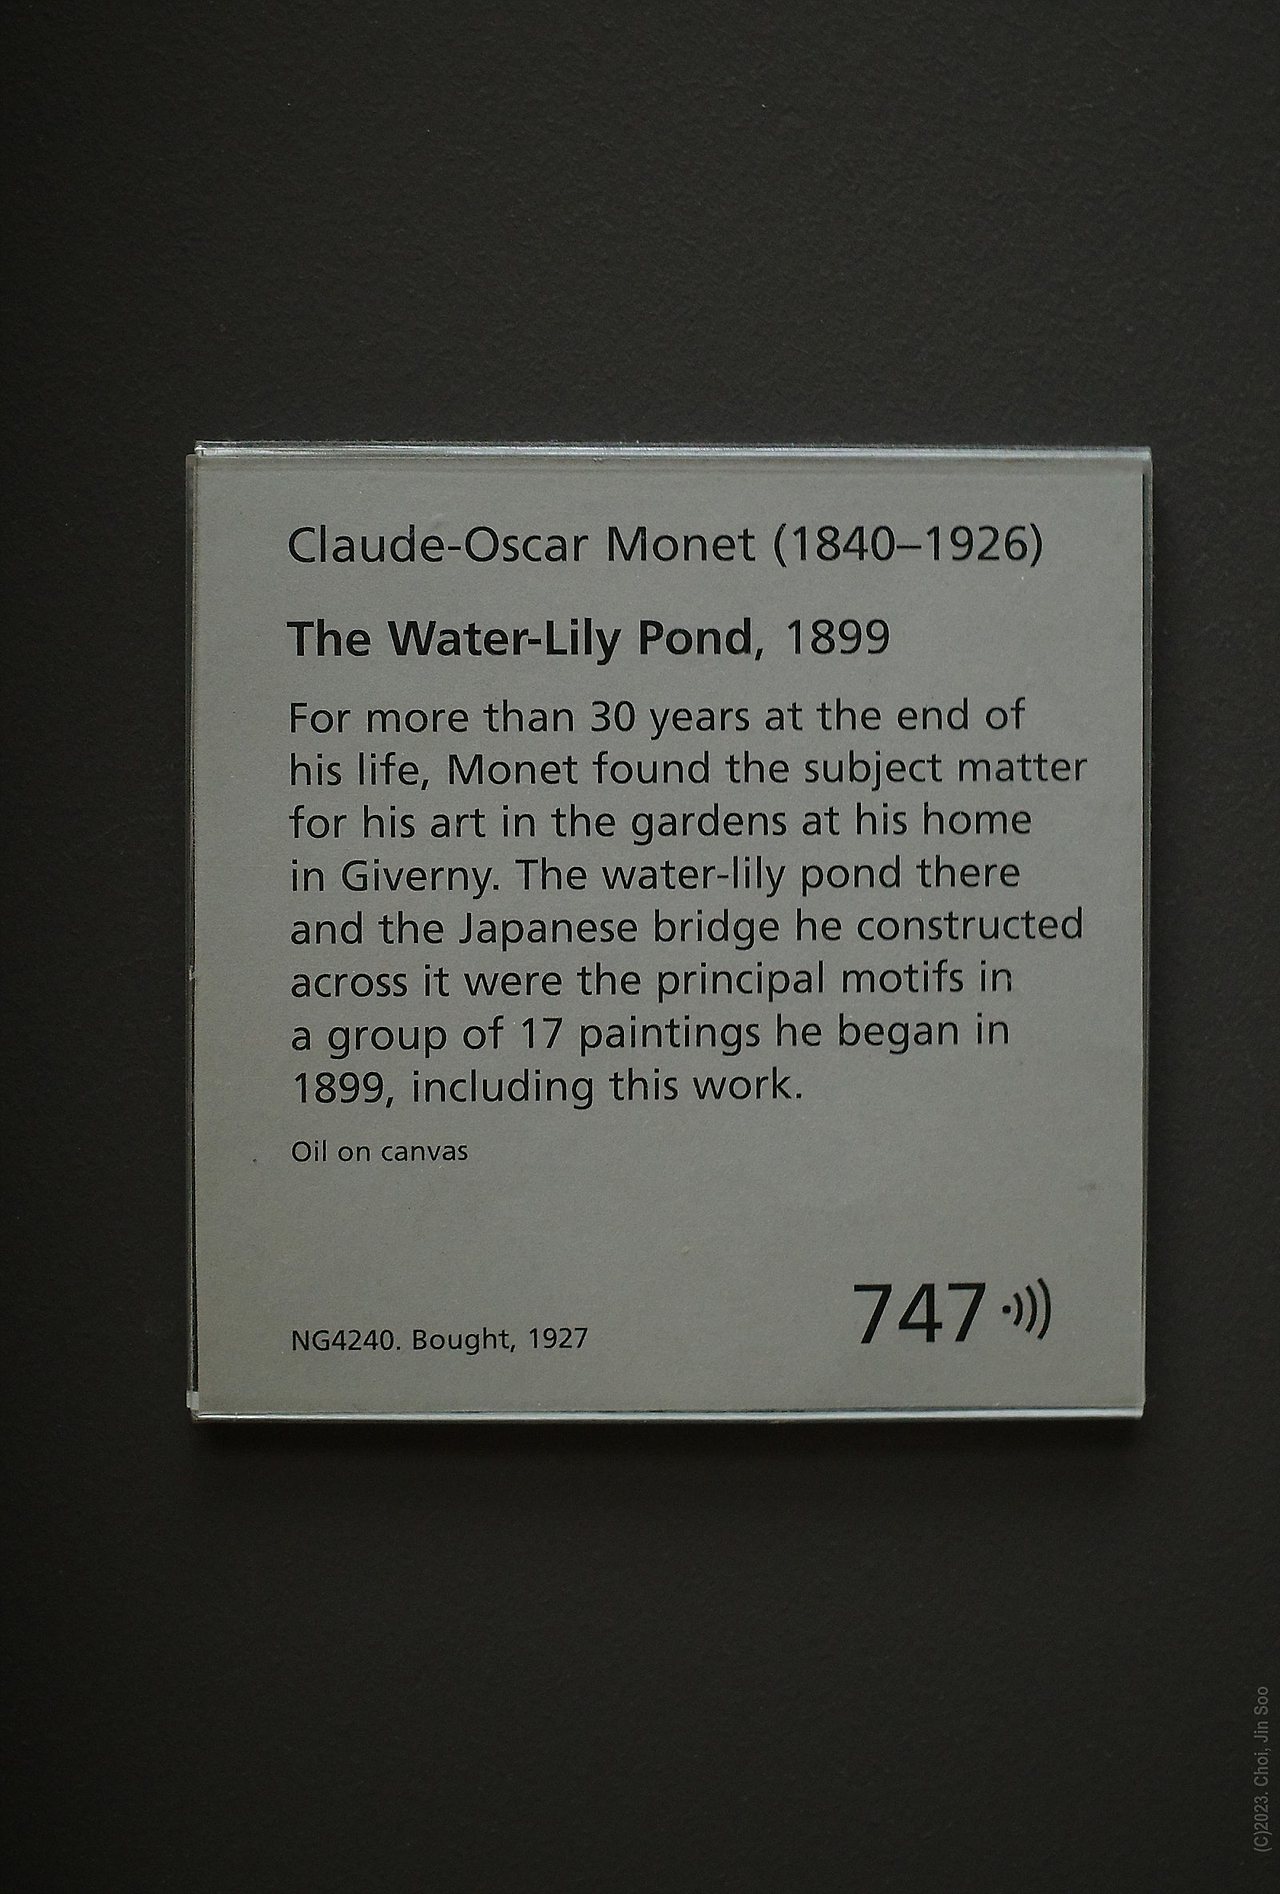 Claude-Oscar Monet (1840–1926)
The Water-Lily Pond, 1899
For more than 30 years at the end of
his life, Monet found the subject matter
for his art in the gardens at his home
in Giverny. The water-lily pond there
and the Japanese bridge he constructed
across it were the principal motifs in
a group of 17 paintings he began in
1899, including this work.
Oil on canvas
NG4240. Bought, 1927
747
(C)2023. Choi, Jin Soo